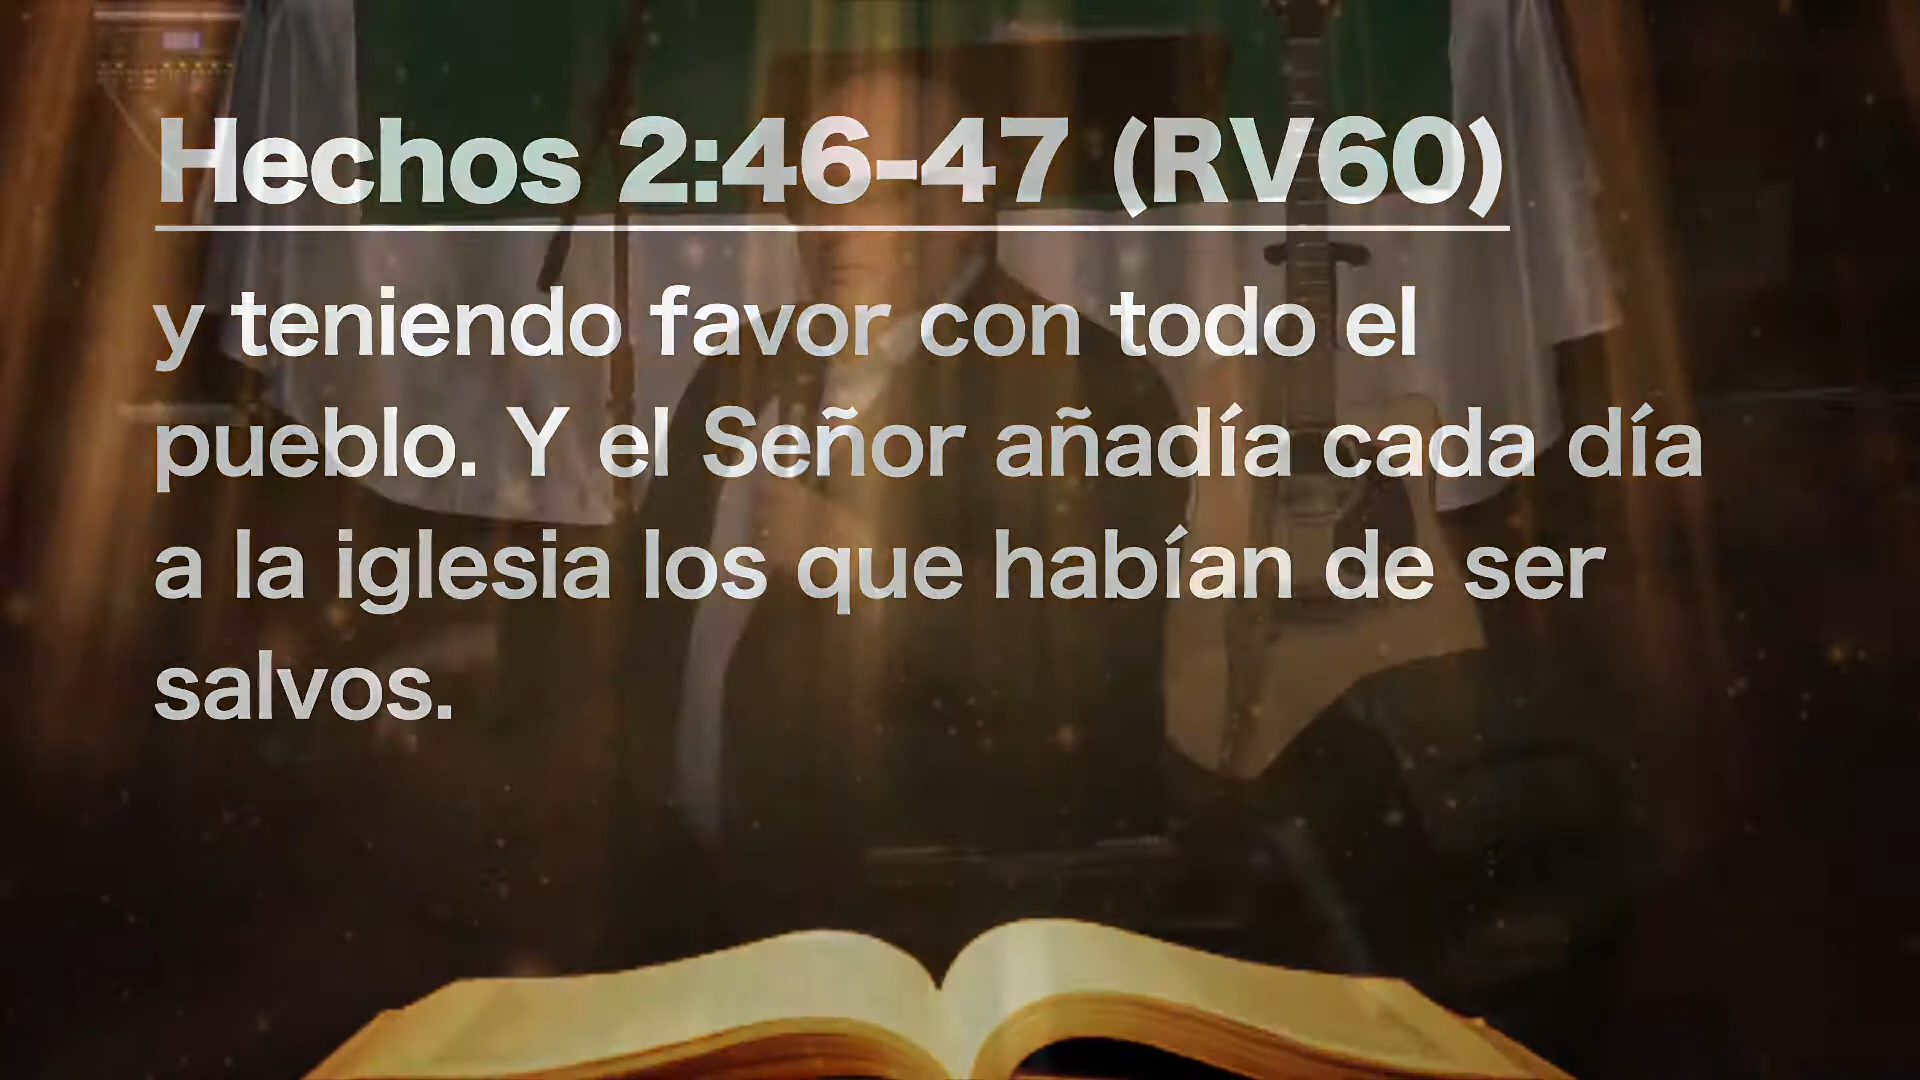 Hechos 2:46-47 (RV60)
y teniendo favor con todo el
pueblo. Y el Señor añadía cada día
a la iglesia los que habían de ser
salvos.